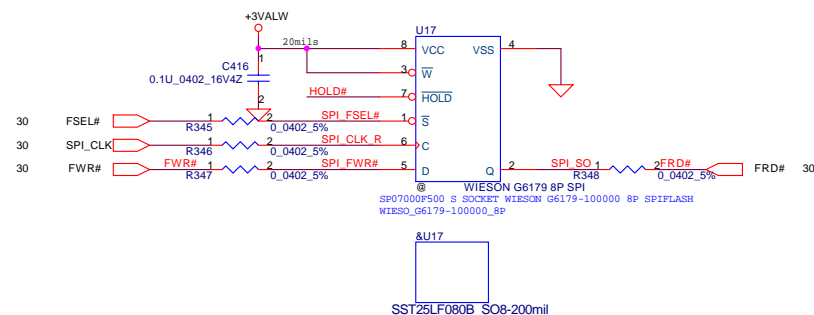 +3VALW
20mils
U17
C416
0.1U_0402_16V4Z
1
2
8 VCC VSS 4
3 W
HOLD# 7 HOLD
30 FSEL# 1 R345 2 0_0402_5% SPI_FSEL# 1 S
30 SPI_CLK 1 R346 2 0_0402_5% SPI_CLK_R 6 C
30 FWR# FWR# 1 R347 2 0_0402_5% SPI_FWR# 5 D
Q 2 SPI_SO 1 R348 2 0_0402_5% FRD# FRD# 30
@ WIESON G6179 8P SPI
SP07000F500 S SOCKET WIESON G6179-100000 8P SPIFLASH
WIESO_G6179-100000_8P
&U17
SST25LF080B_SO8-200mil